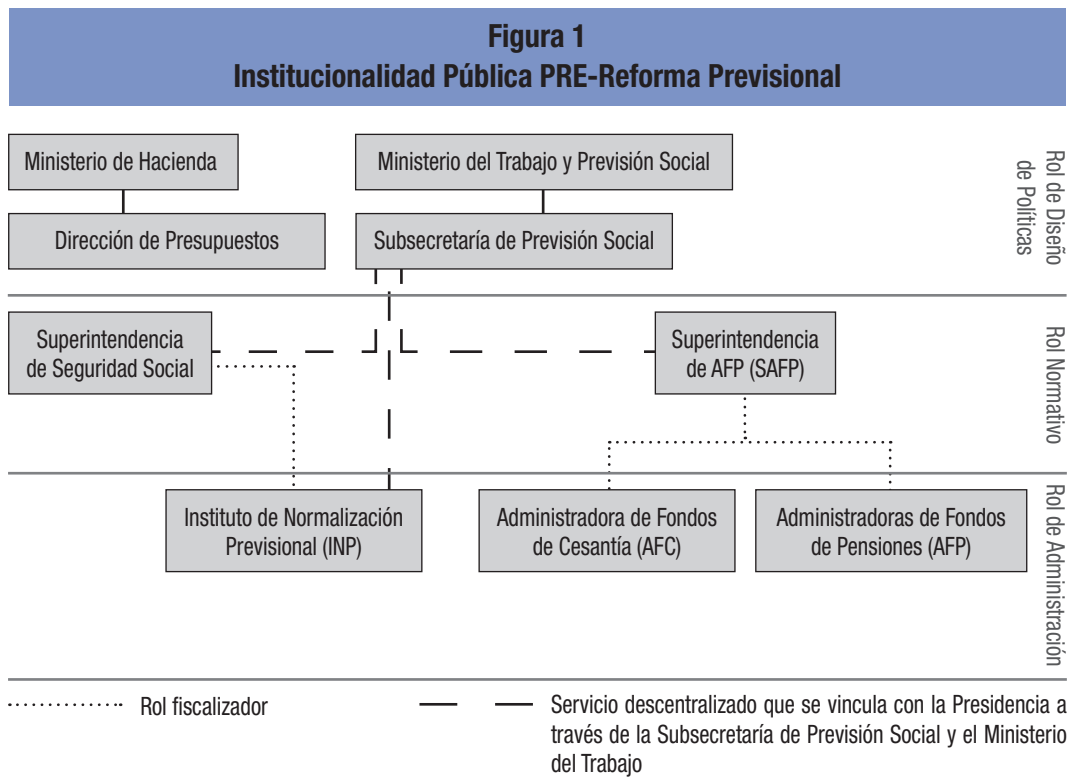 Figura 1
Institucionalidad Pública PRE-Reforma Previsional
Ministerio de Hacienda
Ministerio del Trabajo y Previsión Social
Dirección de Presupuestos
Subsecretaría de Previsión Social
Rol de Diseño
de Políticas
Superintendencia
de Seguridad Social
Superintendencia
de AFP (SAFP)
Rol Normativo
Instituto de Normalización
Previsional (INP)
Administradora de Fondos
de Cesantía (AFC)
Administradoras de Fondos
de Pensiones (AFP)
Rol de Administración
Rol fiscalizador
Servicio descentralizado que se vincula con la Presidencia a
través de la Subsecretaría de Previsión Social y el Ministerio
del Trabajo